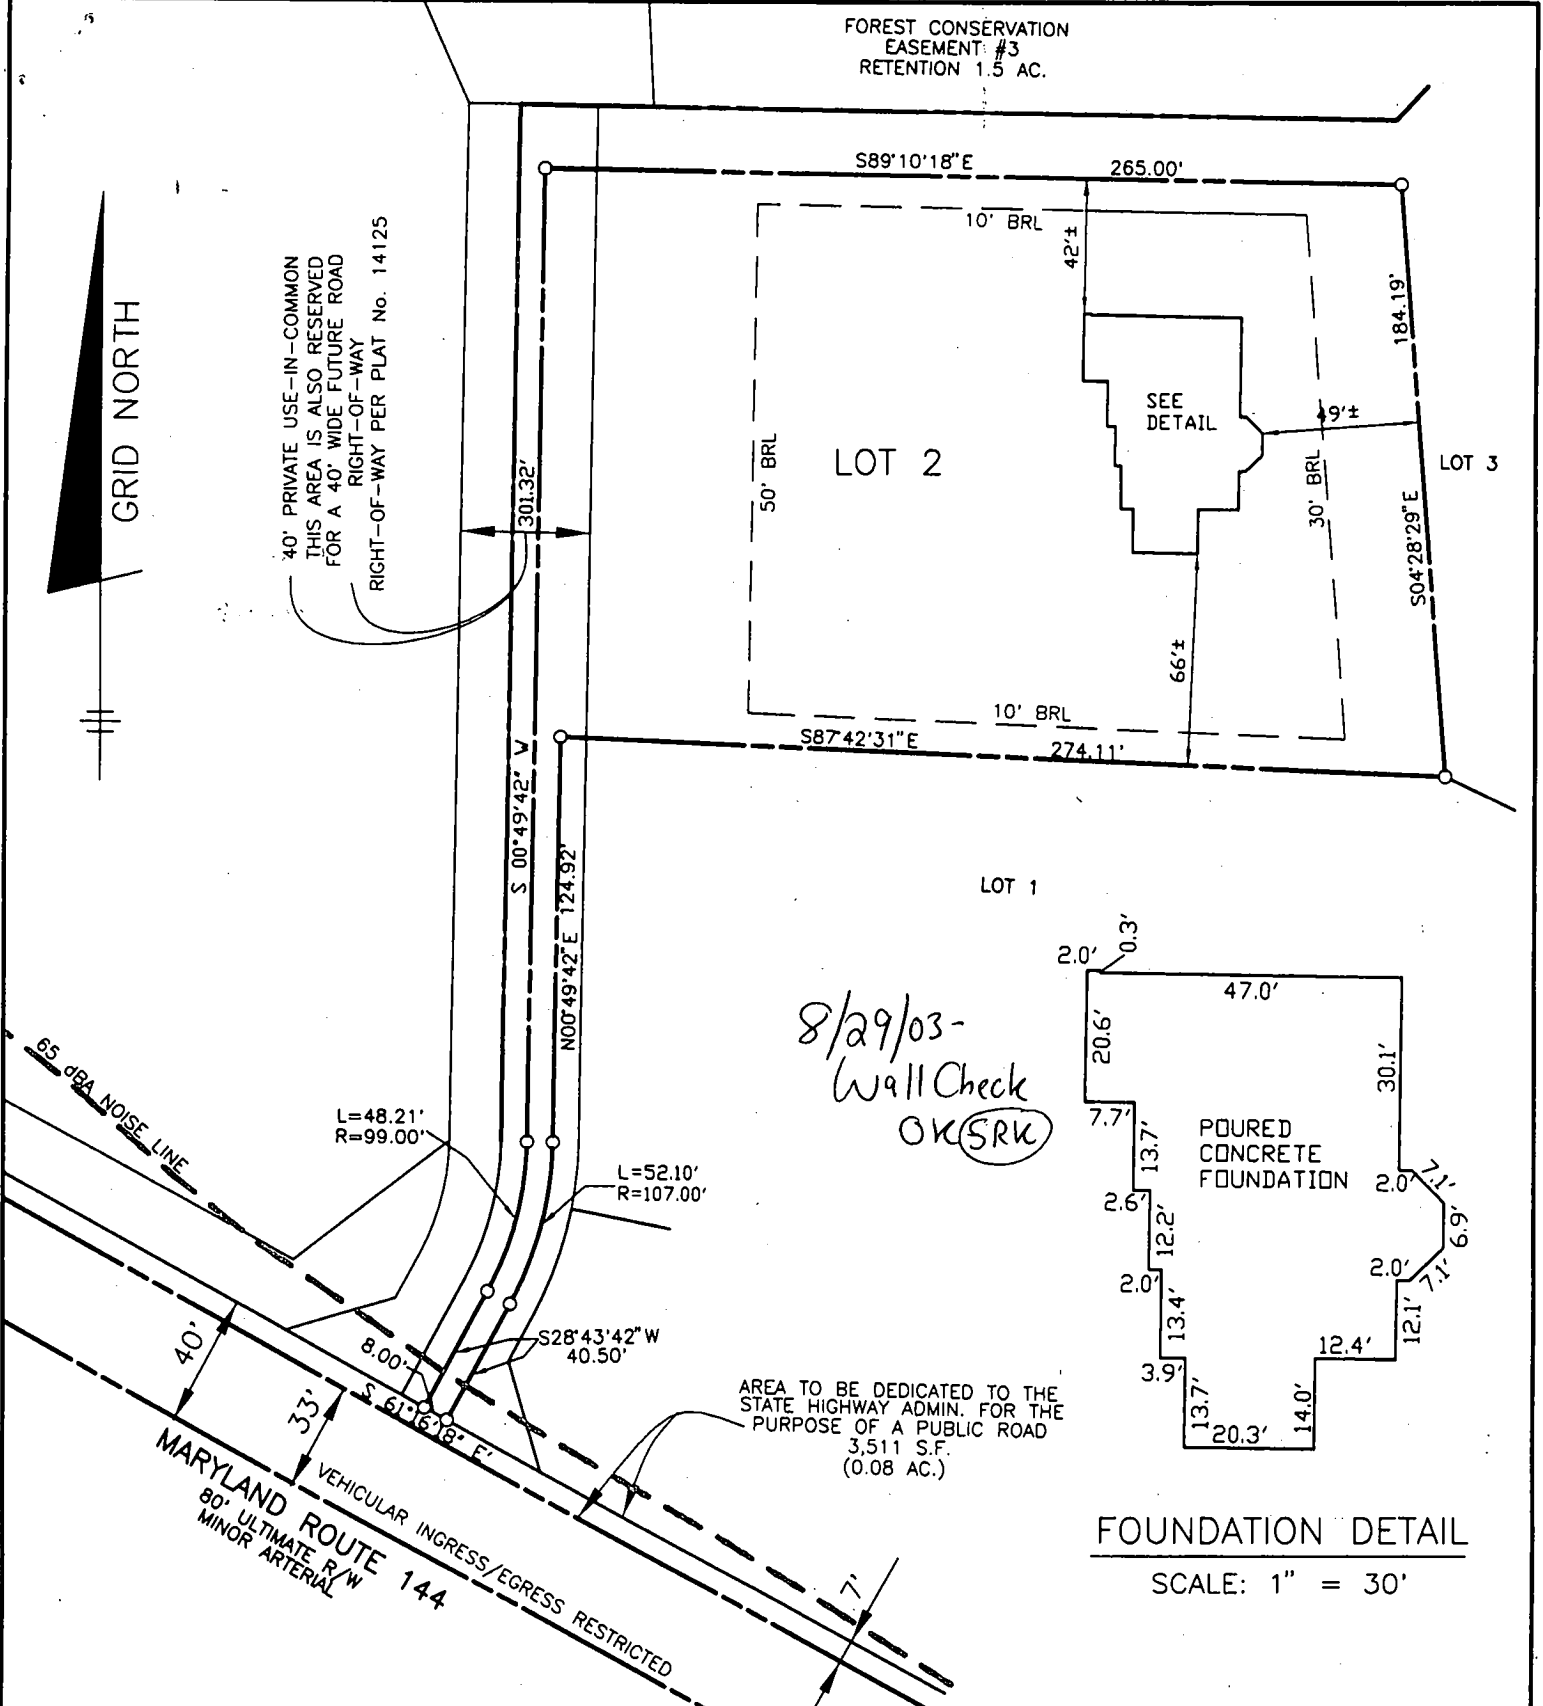 FOREST CONSERVATION
EASEMENT #3
RETENTION 1.5 AC.
S89°10'18"E
265.00'
10' BRL
42'±
184.19'
GRID NORTH
40' PRIVATE USE-IN-COMMON
THIS AREA IS ALSO RESERVED
FOR A 40' WIDE FUTURE ROAD
RIGHT-OF-WAY
RIGHT-OF-WAY PER PLAT No. 14125
301.32'
50' BRL
LOT 2
SEE
DETAIL
49'±
30' BRL
LOT 3
S04°28'29"E
66'±
10' BRL
S87°42'31"E
274.11'
S 00°49'42" W
N00°49'42"E 124.92'
LOT 1
8/29/03-
Wall Check
OK SRK
2.0'
0.3'
47.0'
20.6'
30.1'
7.7'
13.7'
POURED
CONCRETE
FOUNDATION
2.0'
7.1'
6.9'
2.6'
12.2'
2.0'
7.1'
2.0'
13.4'
12.1'
12.4'
3.9'
13.7'
14.0'
20.3'
FOUNDATION DETAIL
SCALE: 1" = 30'
65 dBA NOISE LINE
L=48.21'
R=99.00'
L=52.10'
R=107.00'
S28°43'42"W
40.50'
8.00'
S 61°16'18" E'
40'
33'
AREA TO BE DEDICATED TO THE
STATE HIGHWAY ADMIN. FOR THE
PURPOSE OF A PUBLIC ROAD
3,511 S.F.
(0.08 AC.)
MARYLAND ROUTE 144
80' ULTIMATE R/W
MINOR ARTERIAL
VEHICULAR INGRESS/EGRESS RESTRICTED
7'